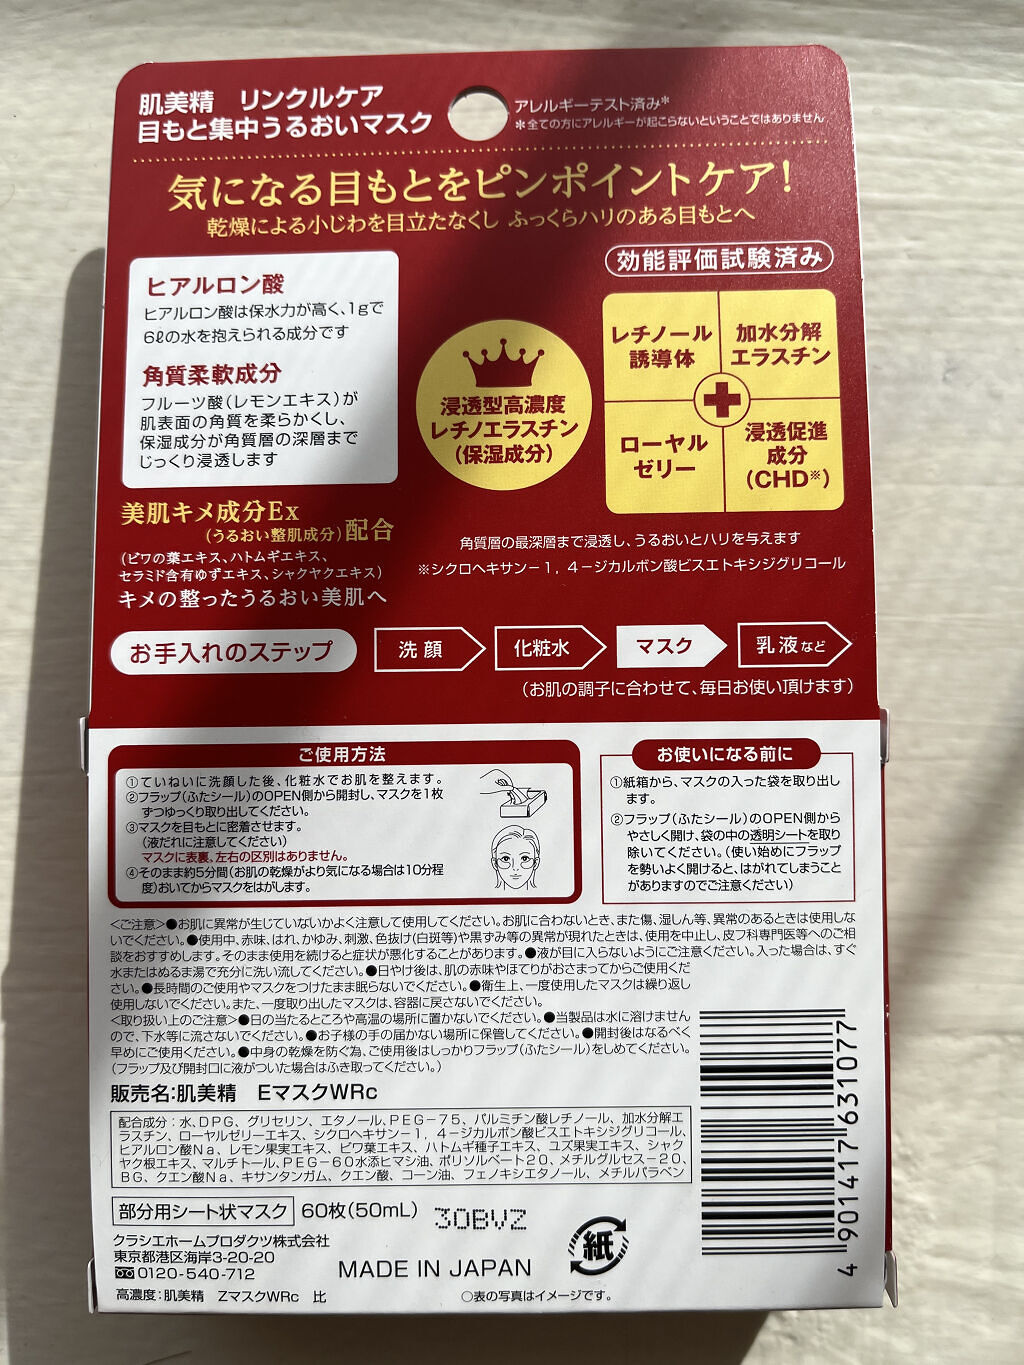 肌美精　リンクルケア
目もと集中うるおいマスク
アレルギーテスト済み*
*全ての方にアレルギーが起こらないということではありません
気になる目もとをピンポイントケア!
乾燥による小じわを目立たなくし ふっくらハリのある目もとへ
ヒアルロン酸
ヒアルロン酸は保水力が高く、1gで
6ℓの水を抱えられる成分です
角質柔軟成分
フルーツ酸(レモンエキス)が
肌表面の角質を柔らかくし、
保湿成分が角質層の深層まで
じっくり浸透します
美肌キメ成分Ex
(うるおい整肌成分)配合
(ビワの葉エキス、ハトムギエキス、
セラミド含有ゆずエキス、シャクヤクエキス)
キメの整ったうるおい美肌へ
浸透型高濃度
レチノエラスチン
(保湿成分)
効能評価試験済み
レチノール
誘導体
加水分解
エラスチン
ローヤル
ゼリー
浸透促進
成分
(CHD※)
角質層の最深層まで浸透し、うるおいとハリを与えます
※シクロヘキサン－1，4－ジカルボン酸ビスエトキシジグリコール
お手入れのステップ
洗顔
化粧水
マスク
乳液など
(お肌の調子に合わせて、毎日お使い頂けます)
ご使用方法
①ていねいに洗顔した後、化粧水でお肌を整えます。
②フラップ(ふたシール)のOPEN側から開封し、マスクを1枚
ずつゆっくり取り出してください。
③マスクを目もとに密着させます。
(液だれに注意してください)
マスクに表裏、左右の区別はありません。
④そのまま約5分間(お肌の乾燥がより気になる場合は10分程
度)おいてからマスクをはがします。
お使いになる前に
①紙箱から、マスクの入った袋を取り出し
ます。
②フラップ(ふたシール)のOPEN側から
やさしく開け、袋の中の透明シートを取り
除いてください。(使い始めにフラップ
を勢いよく開けると、はがれてしまうこと
がありますのでご注意ください)
<ご注意>●お肌に異常が生じていないかよく注意して使用してください。お肌に合わないとき、また傷、湿しん等、異常のあるときは使用しな
いでください。●使用中、赤味、はれ、かゆみ、刺激、色抜け(白斑等)や黒ずみ等の異常が現れたときは、使用を中止し、皮フ科専門医等へのご相
談をおすすめします。そのまま使用を続けると症状が悪化することがあります。●液が目に入らないようにご注意ください。入った場合は、すぐ
水またはぬるま湯で充分に洗い流してください。●日やけ後は、肌の赤味やほてりがおさまってからご使用くだ
さい。●長時間のご使用やマスクをつけたまま眠らないでください。●衛生上、一度使用したマスクは繰り返し
使用しないでください。また、一度取り出したマスクは、容器に戻さないでください。
<取り扱い上のご注意>●日の当たるところや高温の場所に置かないでください。●当製品は水に溶けません
ので、下水等に流さないでください。●お子様の手の届かない場所に保管してください。●開封後はなるべく
早めにご使用ください。●中身の乾燥を防ぐ為、ご使用後はしっかりフラップ(ふたシール)をしめてください。
(フラップ及び開封口に液がついた場合はふき取ってください。)
販売名:肌美精　EマスクWRc
配合成分：水、DPG、グリセリン、エタノール、PEG－75、パルミチン酸レチノール、加水分解エ
ラスチン、ローヤルゼリーエキス、シクロヘキサン－1，4－ジカルボン酸ビスエトキシジグリコール、
ヒアルロン酸Na、レモン果実エキス、ビワ葉エキス、ハトムギ種子エキス、ユズ果実エキス、シャク
ヤク根エキス、マルチトール、PEG－60水添ヒマシ油、ポリソルベート20、メチルグルセス－20、
BG、クエン酸Na、キサンタンガム、クエン酸、コーン油、フェノキシエタノール、メチルパラベン
部分用シート状マスク 60枚(50mL) 30BVZ
クラシエホームプロダクツ株式会社
東京都港区海岸3-20-20
0120-540-712
MADE IN JAPAN
紙
高濃度：肌美精　ZマスクWRc　比
○表の写真はイメージです。
4 901417 631077